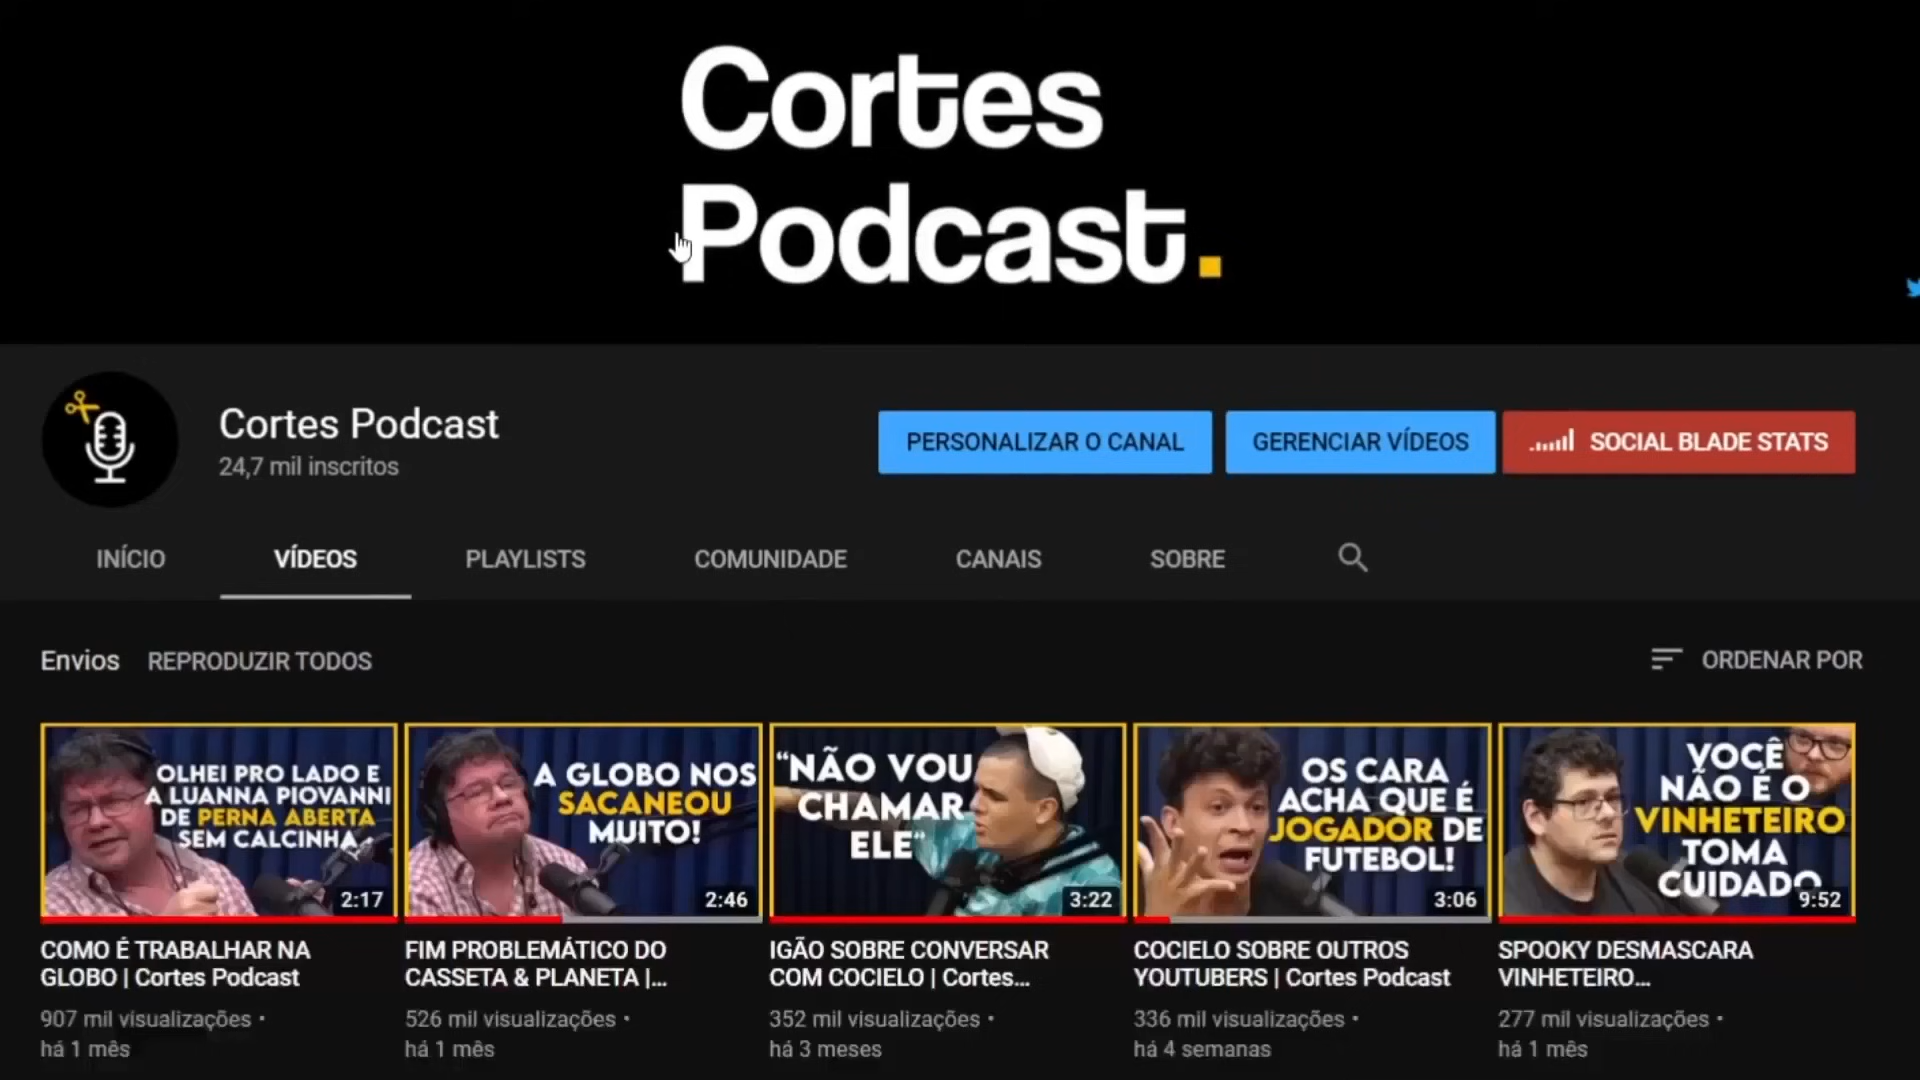 Cortes
Podcast.
Cortes Podcast
24,7 mil inscritos
PERSONALIZAR O CANAL
GERENCIAR VÍDEOS
SOCIAL BLADE STATS
INÍCIO
VÍDEOS
PLAYLISTS
COMUNIDADE
CANAIS
SOBRE
Envios
REPRODUZIR TODOS
ORDENAR POR
OLHEI PRO LADO E
A LUANNA PIOVANNI
DE PERNA ABERTA
SEM CALCINHA
2:17
COMO É TRABALHAR NA
GLOBO | Cortes Podcast
907 mil visualizações •
há 1 mês
A GLOBO NOS
SACANEOU
MUITO!
2:46
FIM PROBLEMÁTICO DO
CASSETA & PLANETA |...
526 mil visualizações •
há 1 mês
“NÃO VOU
CHAMAR
ELE“
3:22
IGÃO SOBRE CONVERSAR
COM COCIELO | Cortes...
352 mil visualizações •
há 3 meses
OS CARA
ACHA QUE É
JOGADOR DE
FUTEBOL!
3:06
COCIELO SOBRE OUTROS
YOUTUBERS | Cortes Podcast
336 mil visualizações •
há 4 semanas
VOCÊ
NÃO É O
VINHETEIRO
TOMA
CUIDADO
9:52
SPOOKY DESMASCARA
VINHETEIRO...
277 mil visualizações •
há 1 mês